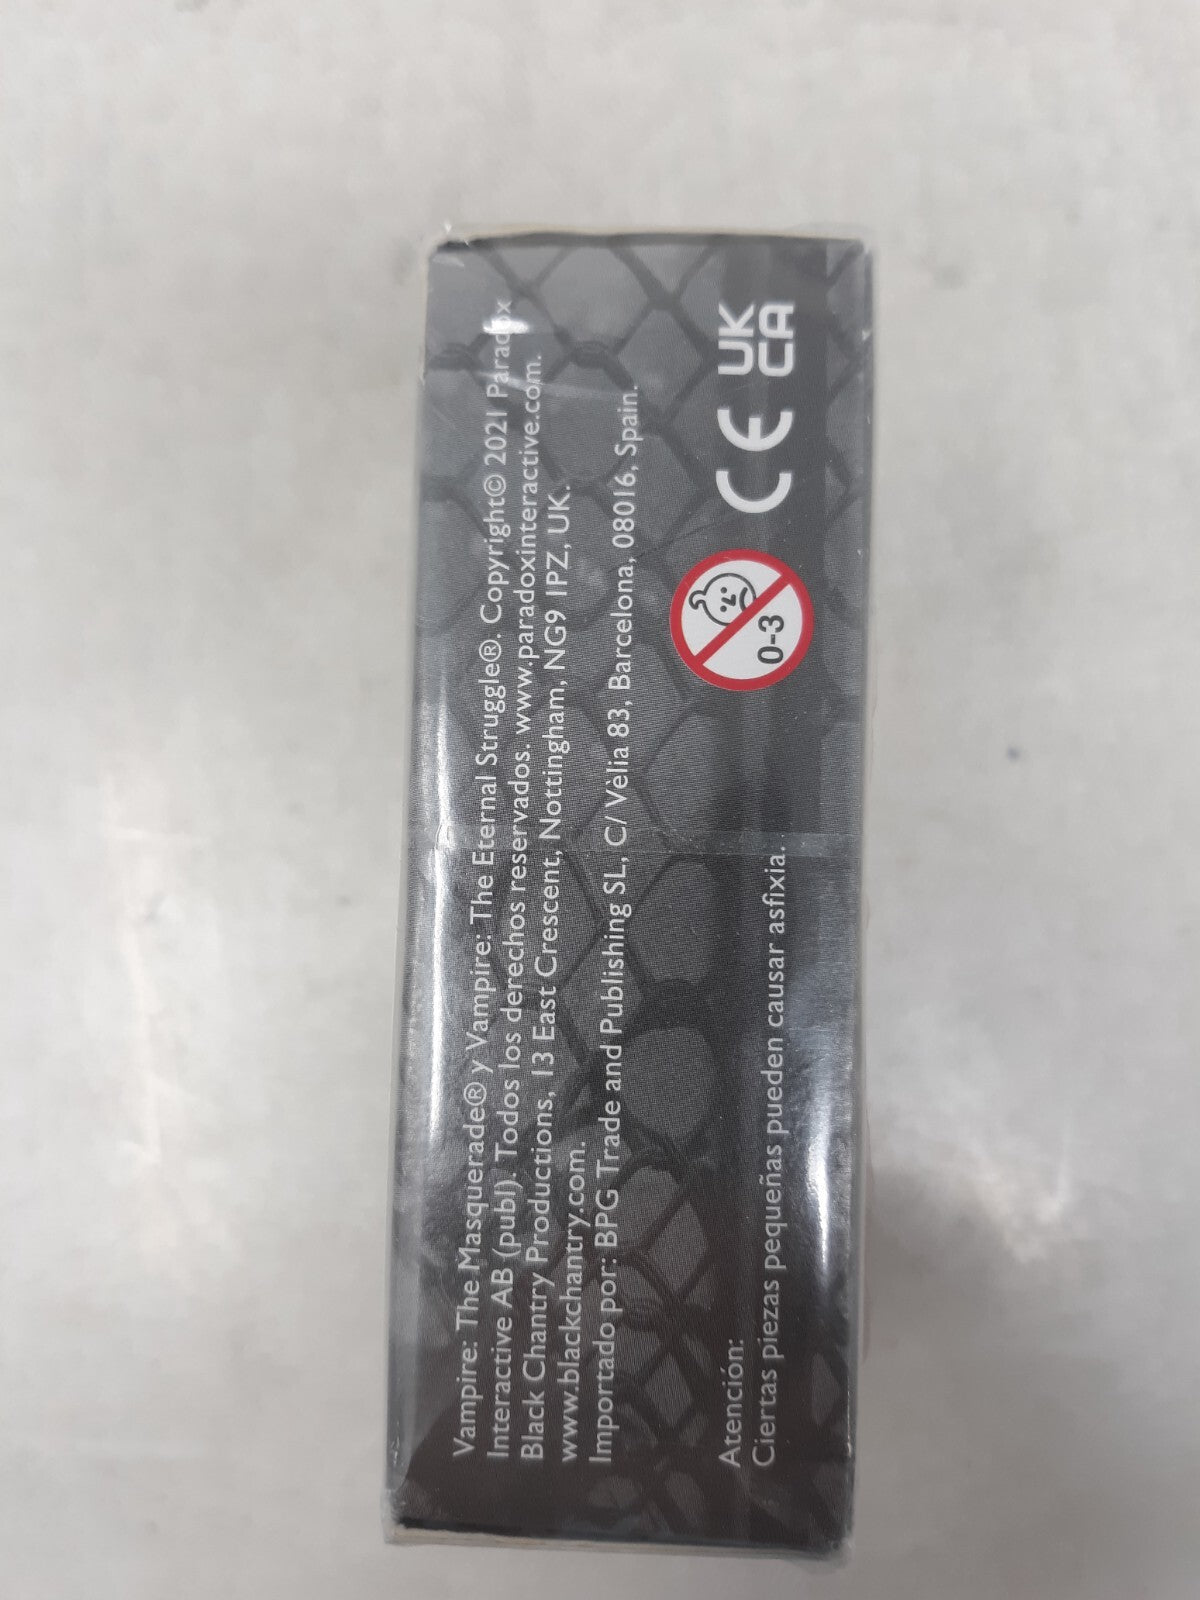 Vampire: The Masquerade® y Vampire: The Eternal Struggle®. Copyright© 2021 Paradox
Interactive AB (publ). Todos los derechos reservados. www.paradoxinteractive.com.
Black Chantry Productions, 13 East Crescent, Nottingham, NG9 1PZ, UK.
www.blackchantry.com.
Importado por: BPG Trade and Publishing SL, C/ Vèlia 83, Barcelona, 08016, Spain.
Atención:
Ciertas piezas pequeñas pueden causar asfixia.
0-3
CE
UK
CA